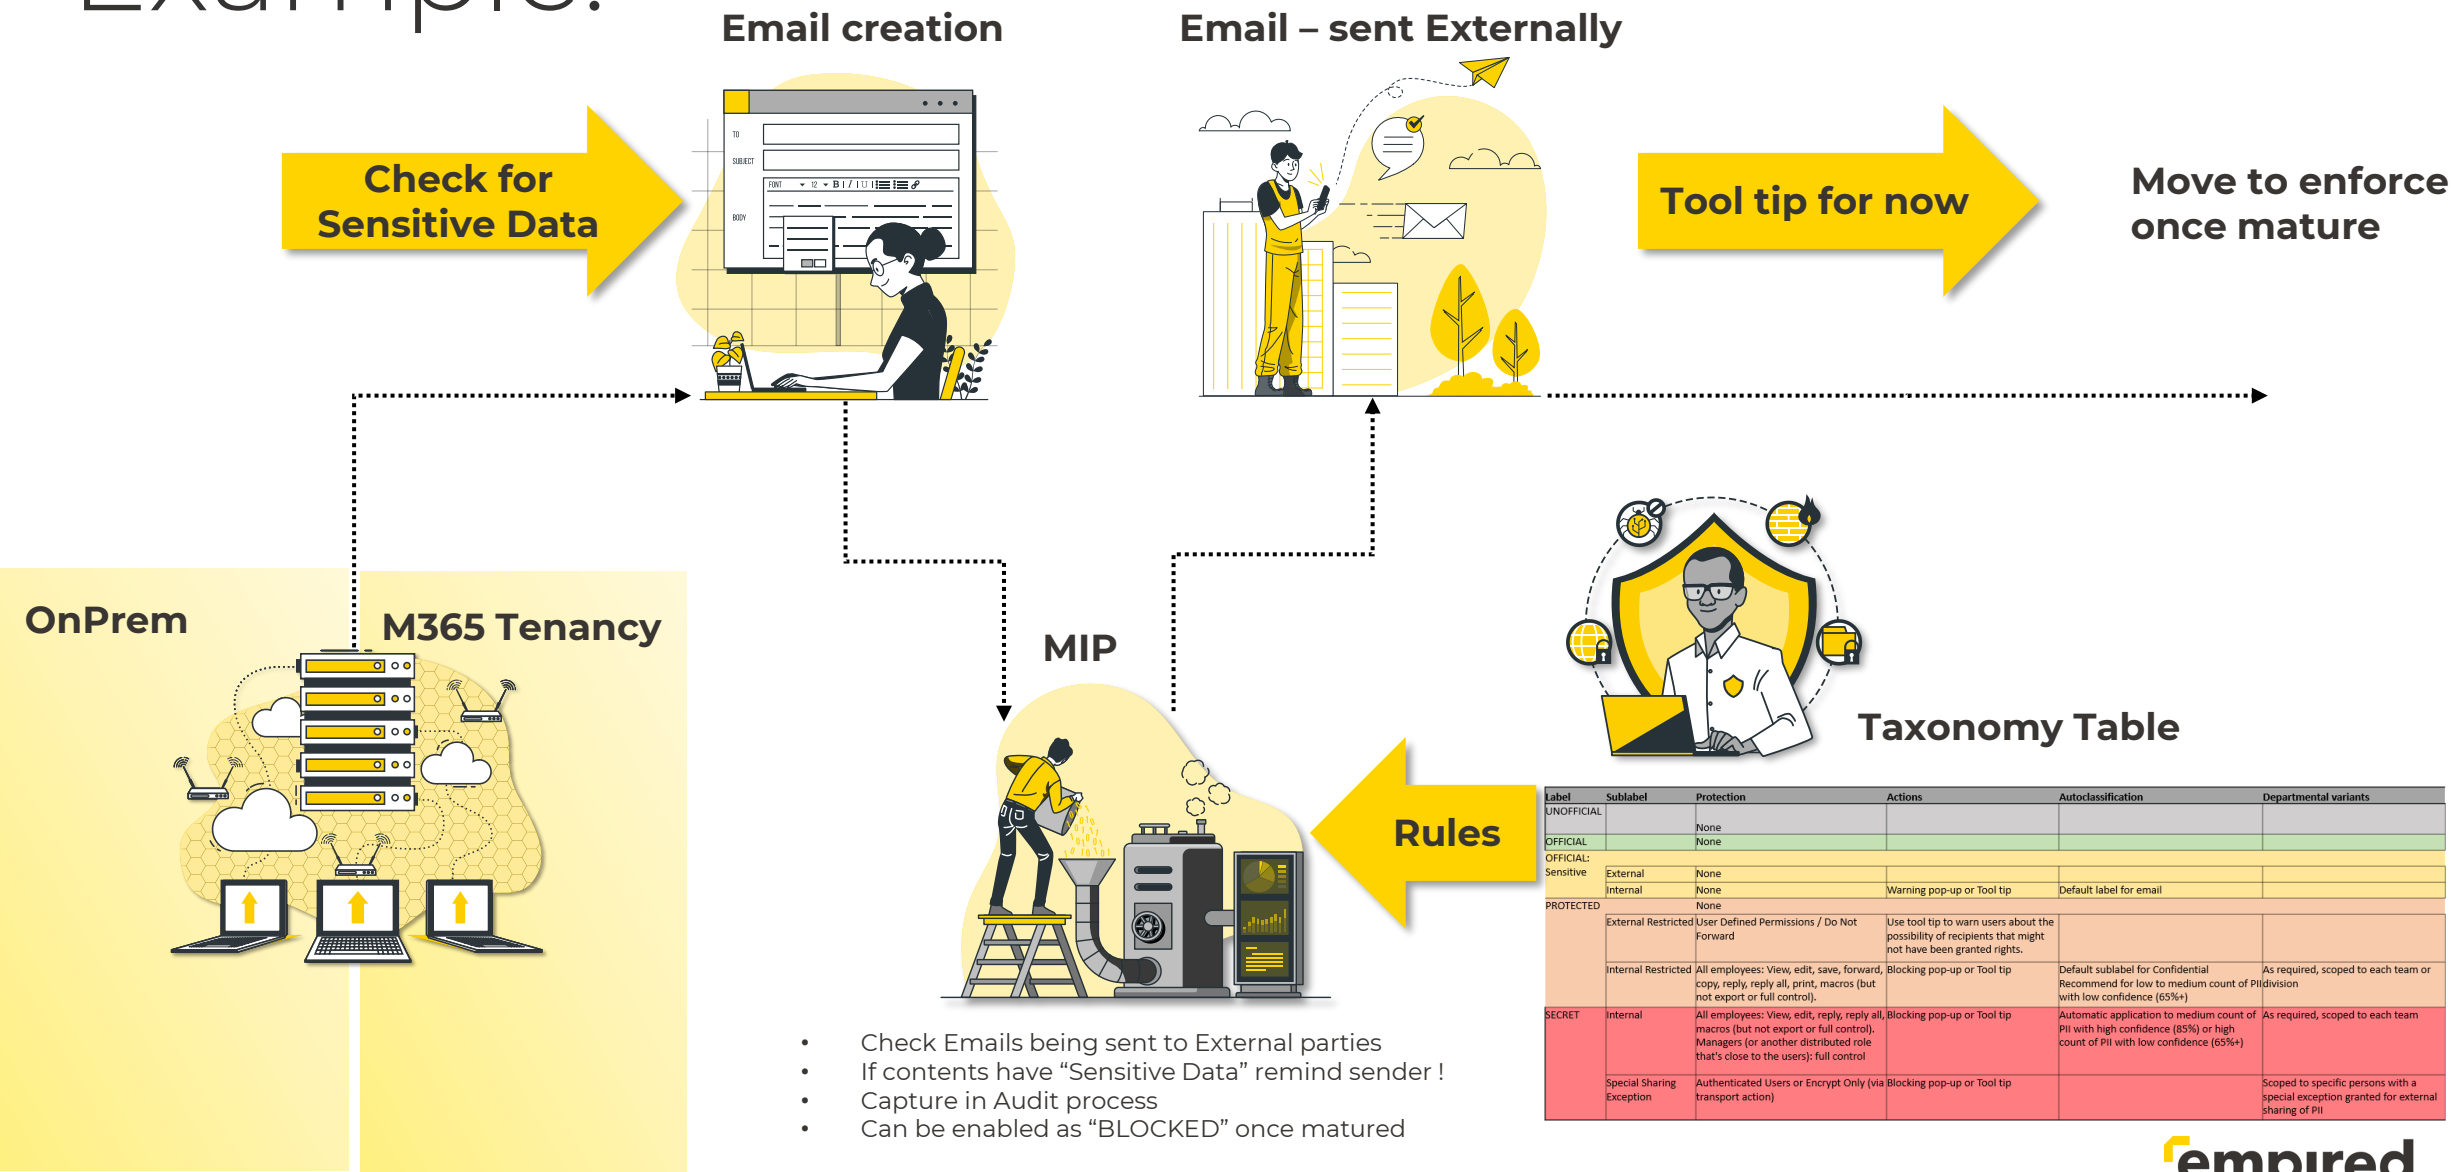 Example:
Email creation
Email – sent Externally
Check for
Sensitive Data
TO
SUBJECT
FONT 12 B I U
BODY
Tool tip for now
Move to enforce
once mature
OnPrem
M365 Tenancy
MIP
Rules
Taxonomy Table
Label Sublabel Protection Actions Autoclassification Departmental variants
UNOFFICIAL
None
OFFICIAL None
OFFICIAL:
Sensitive External None
Internal None Warning pop-up or Tool tip Default label for email
PROTECTED None
External Restricted User Defined Permissions / Do Not Use tool tip to warn users about the
Forward possibility of recipients that might
not have been granted rights.
Internal Restricted All employees: View, edit, save, forward, Blocking pop-up or Tool tip Default sublabel for Confidential As required, scoped to each team or
copy, reply, reply all, print, macros (but Recommend for low to medium count of PII division
not export or full control). with low confidence (65%+)
SECRET Internal All employees: View, edit, reply, reply all, Blocking pop-up or Tool tip Automatic application to medium count of As required, scoped to each team
macros (but not export or full control). PII with high confidence (85%) or high
Managers (or another distributed role count of PII with low confidence (65%+)
that's close to the users): full control
Special Sharing Authenticated Users or Encrypt Only (via Blocking pop-up or Tool tip Scoped to specific persons with a
Exception transport action) special exception granted for external
sharing of PII
• Check Emails being sent to External parties
• If contents have “Sensitive Data” remind sender !
• Capture in Audit process
• Can be enabled as “BLOCKED” once matured
empired